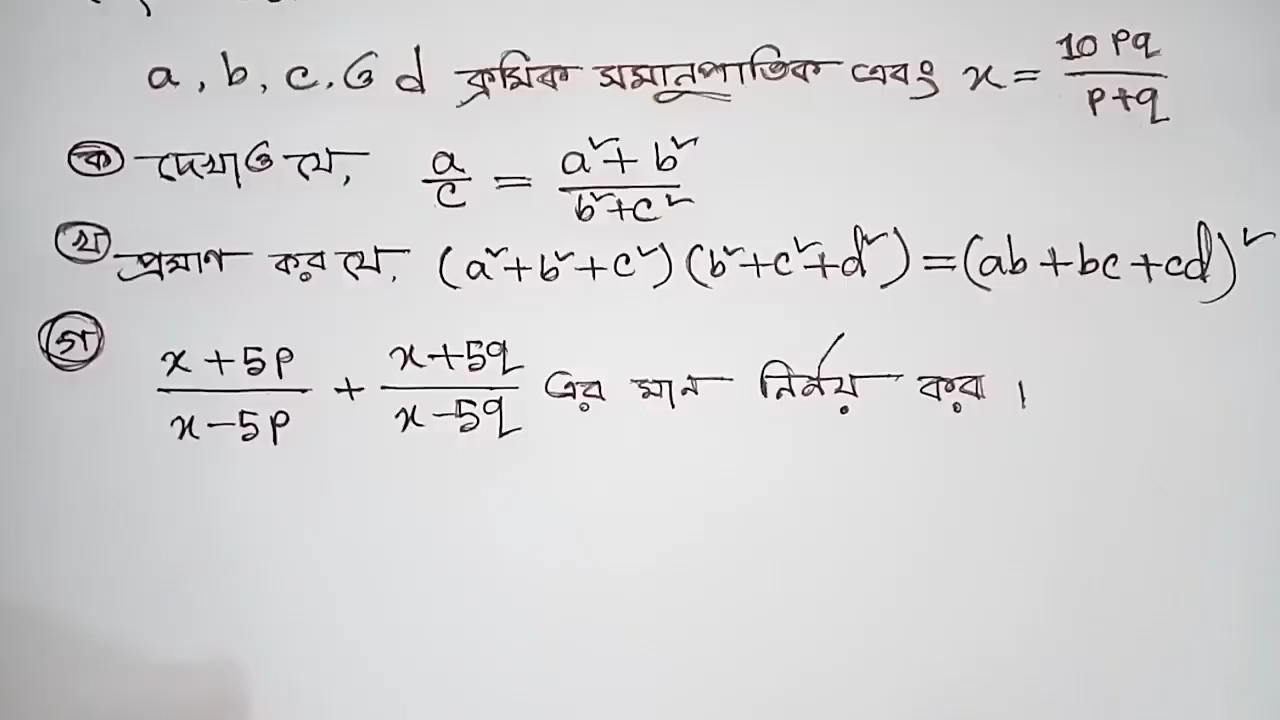 a, b, c, ও d ক্রমিক সমানুপাতিক এবং x = 10pq/p+q
ক দেখাও যে, a/c = a²+b²/b²+c²
খ প্রমাণ কর যে, (a²+b²+c²)(b²+c²+d²)=(ab+bc+cd)²
গ x+5p/x-5p + x+5q/x-5q এর মান নির্নয় কর।